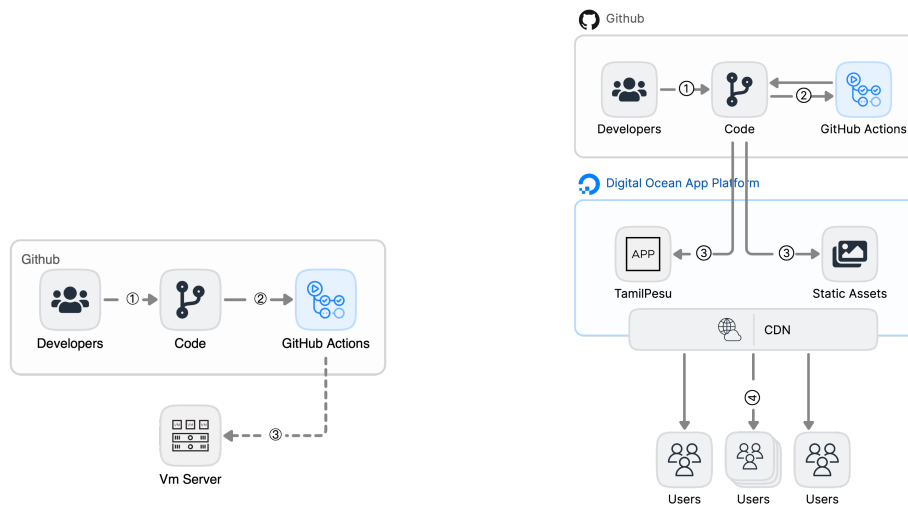 Github
Developers
①
Code
②
GitHub Actions
③
Vm Server
Github
Developers
①
Code
②
GitHub Actions
Digital Ocean App Platform
APP
TamilPesu
③
③
Static Assets
CDN
④
Users
Users
Users